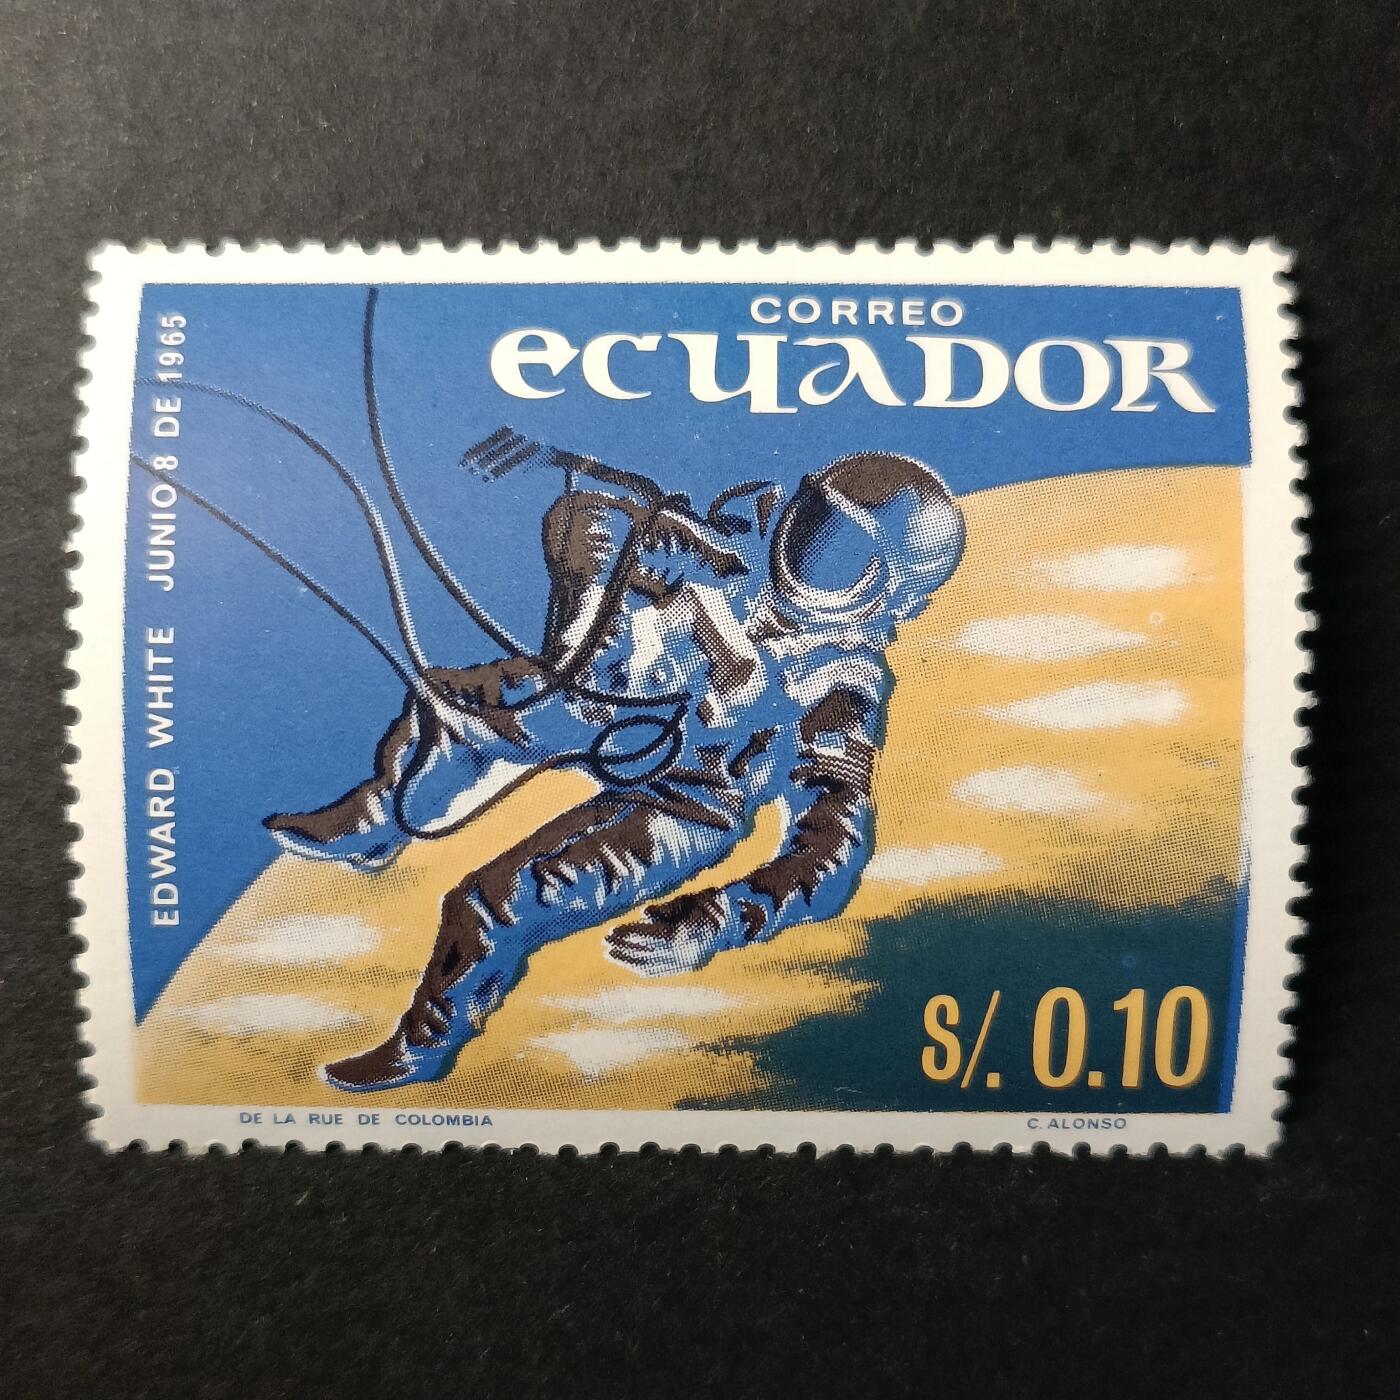 CORREO
ECUADOR
EDWARD WHITE JUNIO 8 DE 1965
S/. 0.10
DE LA RUE DE COLOMBIA
C. ALONSO